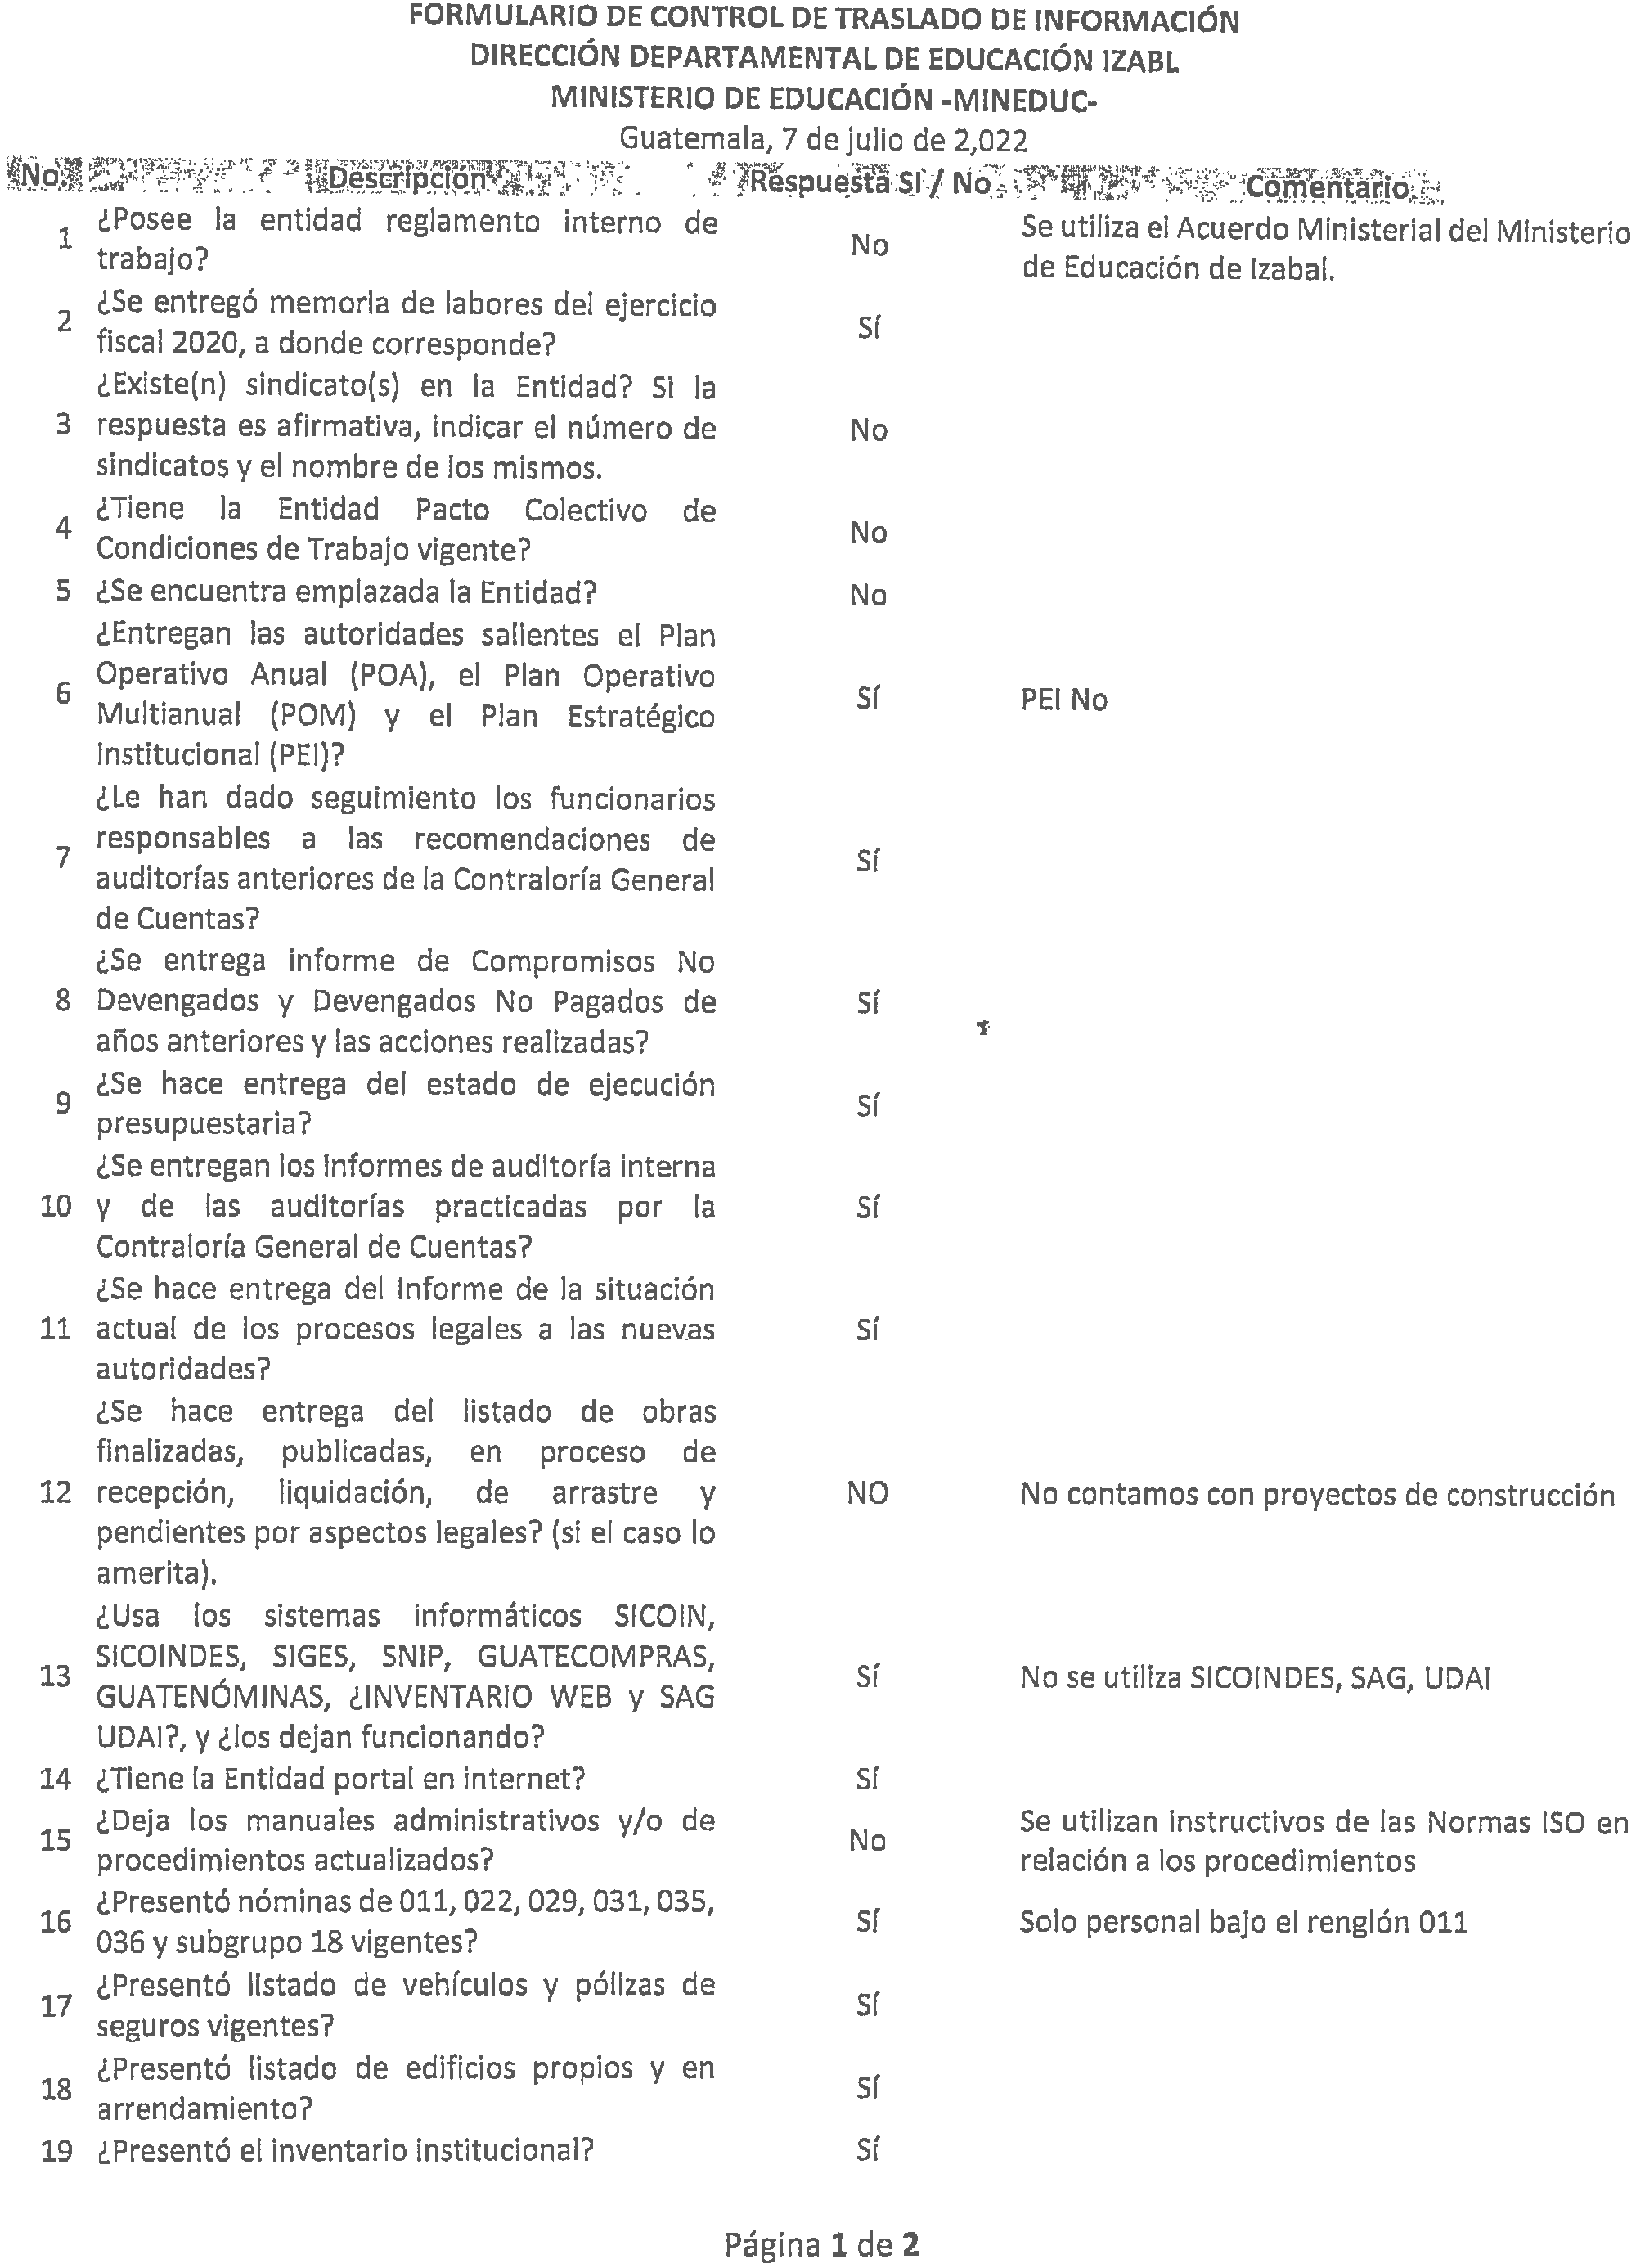 FORMULARIO DE CONTROL DE TRASLADO DE INFORMACIÓN
DIRECCIÓN DEPARTAMENTAL DE EDUCACIÓN IZABL
MINISTERIO DE EDUCACIÓN -MINEDUC-
Guatemala, 7 de julio de 2,022
No. Descripción Respuesta SI / No Comentario
¿Posee la entidad reglamento interno de
1 trabajo? No Se utiliza el Acuerdo Ministerial del Ministerio
de Educación de Izabal.
¿Se entregó memoria de labores del ejercicio
2 fiscal 2020, a donde corresponde? Sí
¿Existe(n) sindicato(s) en la Entidad? Si la
3 respuesta es afirmativa, indicar el número de No
sindicatos y el nombre de los mismos.
¿Tiene la Entidad Pacto Colectivo de
4 Condiciones de Trabajo vigente? No
5 ¿Se encuentra emplazada la Entidad? No
¿Entregan las autoridades salientes el Plan
Operativo Anual (POA), el Plan Operativo
6 Multianual (POM) y el Plan Estratégico Sí PEI No
Institucional (PEI)?
¿Le han dado seguimiento los funcionarios
responsables a las recomendaciones de
7 auditorías anteriores de la Contraloría General Sí
de Cuentas?
¿Se entrega informe de Compromisos No
8 Devengados y Devengados No Pagados de Sí
años anteriores y las acciones realizadas?
¿Se hace entrega del estado de ejecución
9 presupuestaria? Sí
¿Se entregan los informes de auditoría interna
10 y de las auditorías practicadas por la Sí
Contraloría General de Cuentas?
¿Se hace entrega del Informe de la situación
11 actual de los procesos legales a las nuevas Sí
autoridades?
¿Se hace entrega del listado de obras
finalizadas, publicadas, en proceso de
12 recepción, liquidación, de arrastre y NO No contamos con proyectos de construcción
pendientes por aspectos legales? (si el caso lo
amerita).
¿Usa los sistemas informáticos SICOIN,
SICOINDES, SIGES, SNIP, GUATECOMPRAS,
13 GUATENÓMINAS, ¿INVENTARIO WEB y SAG Sí No se utiliza SICOINDES, SAG, UDAI
UDAI?, y ¿los dejan funcionando?
14 ¿Tiene la Entidad portal en internet? Sí
¿Deja los manuales administrativos y/o de
15 procedimientos actualizados? No Se utilizan instructivos de las Normas ISO en
relación a los procedimientos
¿Presentó nóminas de 011, 022, 029, 031, 035,
16 036 y subgrupo 18 vigentes? Sí Solo personal bajo el renglón 011
¿Presentó listado de vehículos y pólizas de
17 seguros vigentes? Sí
¿Presentó listado de edificios propios y en
18 arrendamiento? Sí
19 ¿Presentó el inventario institucional? Sí
Página 1 de 2